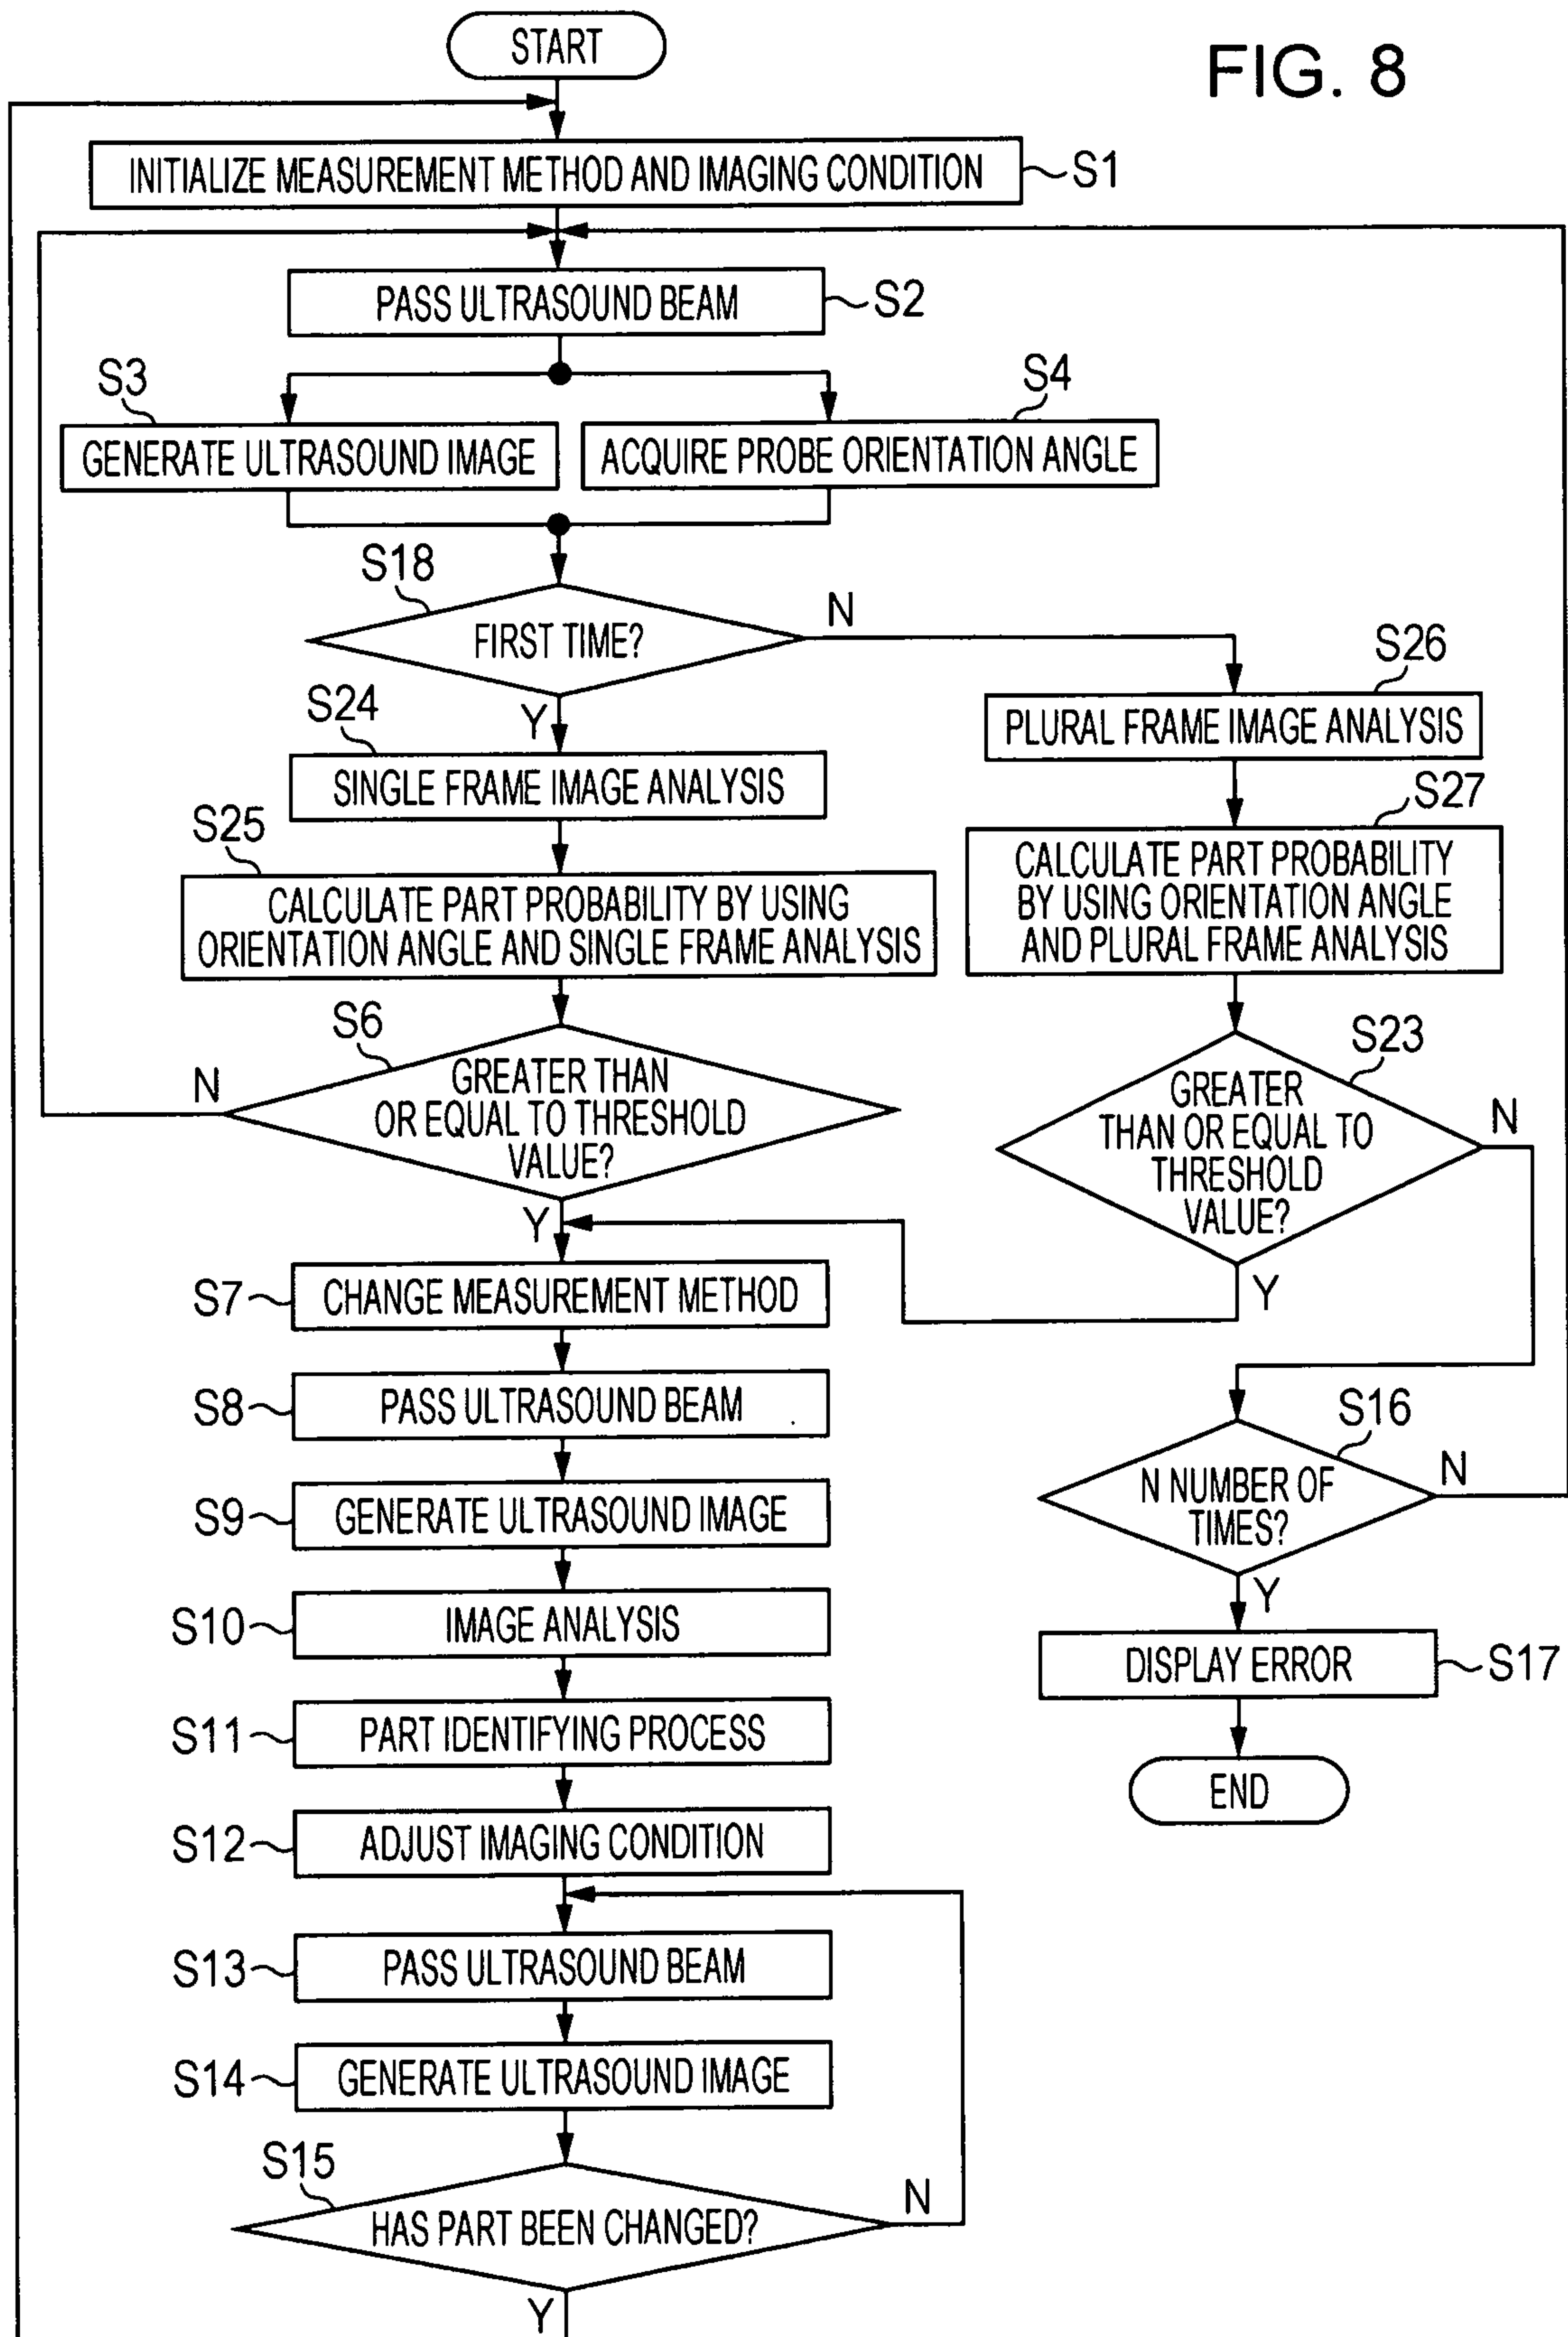 START
FIG. 8
INITIALIZE MEASUREMENT METHOD AND IMAGING CONDITION
S1
PASS ULTRASOUND BEAM
S2
S3
S4
GENERATE ULTRASOUND IMAGE
ACQUIRE PROBE ORIENTATION ANGLE
S18
FIRST TIME?
N
Y
S24
SINGLE FRAME IMAGE ANALYSIS
S26
PLURAL FRAME IMAGE ANALYSIS
S25
CALCULATE PART PROBABILITY BY USING
ORIENTATION ANGLE AND SINGLE FRAME ANALYSIS
S27
CALCULATE PART PROBABILITY
BY USING ORIENTATION ANGLE
AND PLURAL FRAME ANALYSIS
S6
N
GREATER THAN
OR EQUAL TO THRESHOLD
VALUE?
Y
S23
GREATER
THAN OR EQUAL TO
THRESHOLD
VALUE?
N
Y
S7
CHANGE MEASUREMENT METHOD
S8
PASS ULTRASOUND BEAM
S9
GENERATE ULTRASOUND IMAGE
S16
N NUMBER OF
TIMES?
N
Y
S10
IMAGE ANALYSIS
DISPLAY ERROR
S17
S11
PART IDENTIFYING PROCESS
END
S12
ADJUST IMAGING CONDITION
S13
PASS ULTRASOUND BEAM
S14
GENERATE ULTRASOUND IMAGE
S15
HAS PART BEEN CHANGED?
N
Y